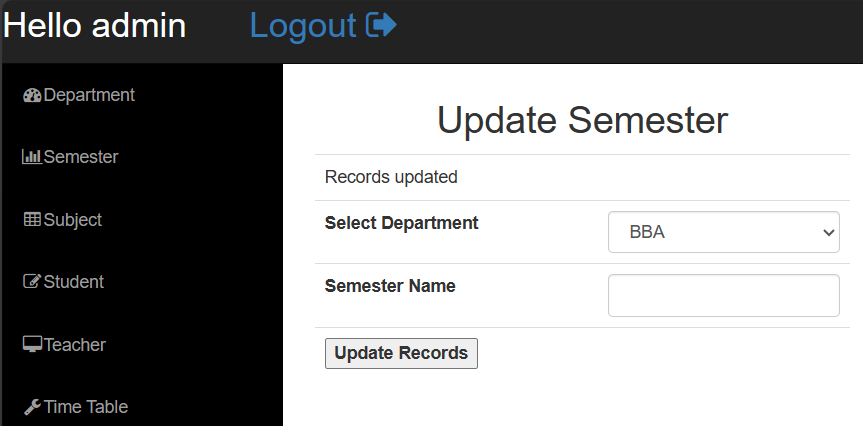 Hello admin
Logout
Department
Semester
Subject
Student
Teacher
Time Table
Update Semester
Records updated
Select Department
BBA
Semester Name
Update Records